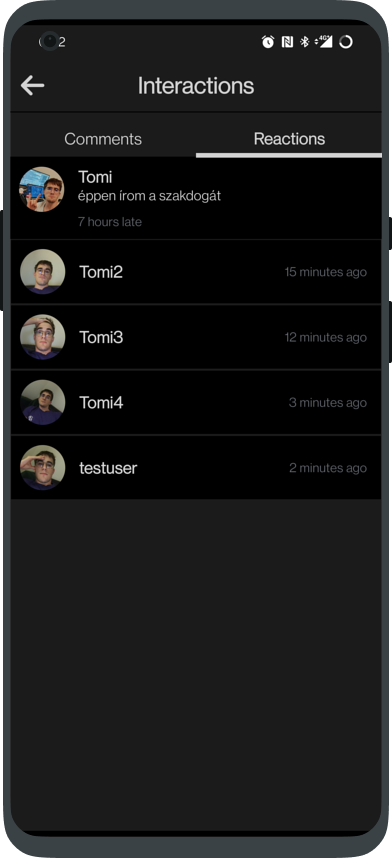 2
Interactions
Comments Reactions
Tomi
éppen írom a szakdogát
7 hours late
Tomi2 15 minutes ago
Tomi3 12 minutes ago
Tomi4 3 minutes ago
testuser 2 minutes ago